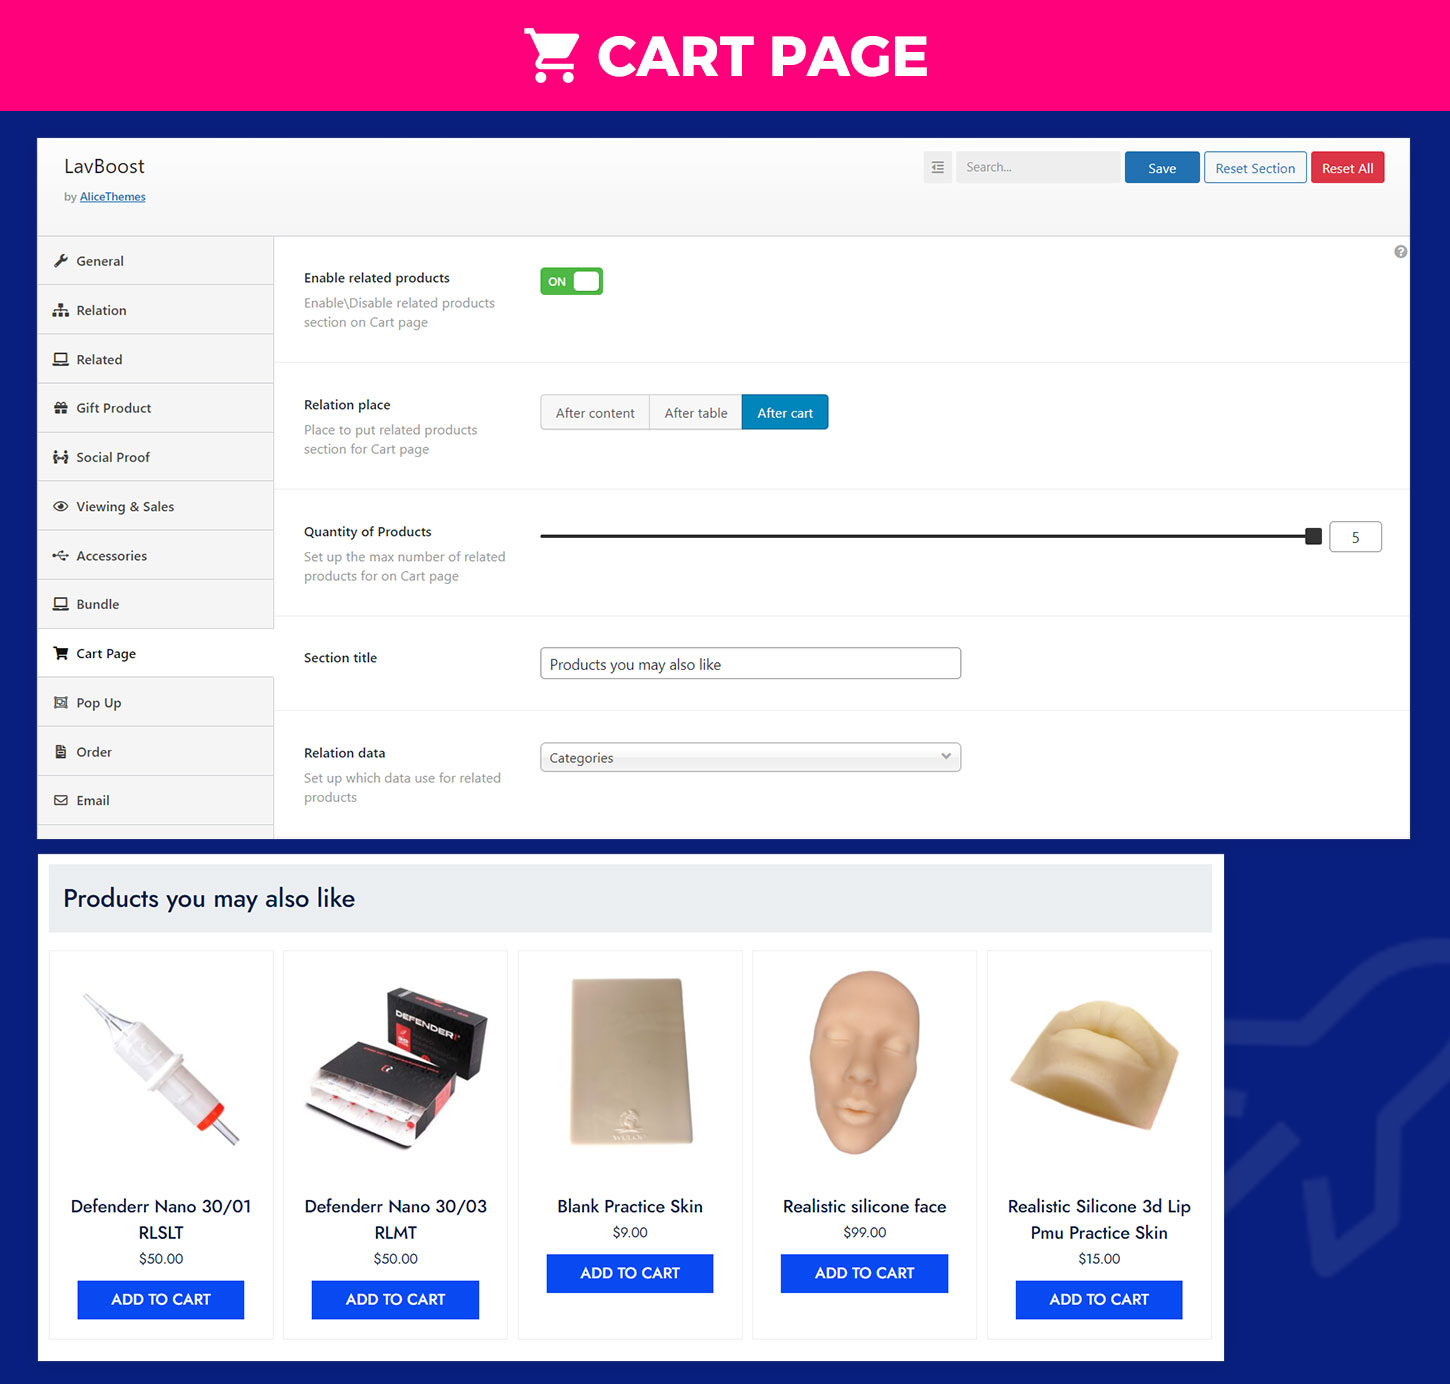 CART PAGE
LavBoost
by AliceThemes
Search...
Save
Reset Section
Reset All
General
Relation
Related
Gift Product
Social Proof
Viewing & Sales
Accessories
Bundle
Cart Page
Pop Up
Order
Email
Enable related products
Enable\Disable related products
section on Cart page
ON
Relation place
Place to put related products
section for Cart page
After content
After table
After cart
Quantity of Products
Set up the max number of related
products for on Cart page
5
Section title
Products you may also like
Relation data
Set up which data use for related
products
Categories
Products you may also like
DEFENDERR
Defenderr Nano 30/01
RLSLT
$50.00
ADD TO CART
Defenderr Nano 30/03
RLMT
$50.00
ADD TO CART
Blank Practice Skin
$9.00
ADD TO CART
Realistic silicone face
$99.00
ADD TO CART
Realistic Silicone 3d Lip
Pmu Practice Skin
$15.00
ADD TO CART